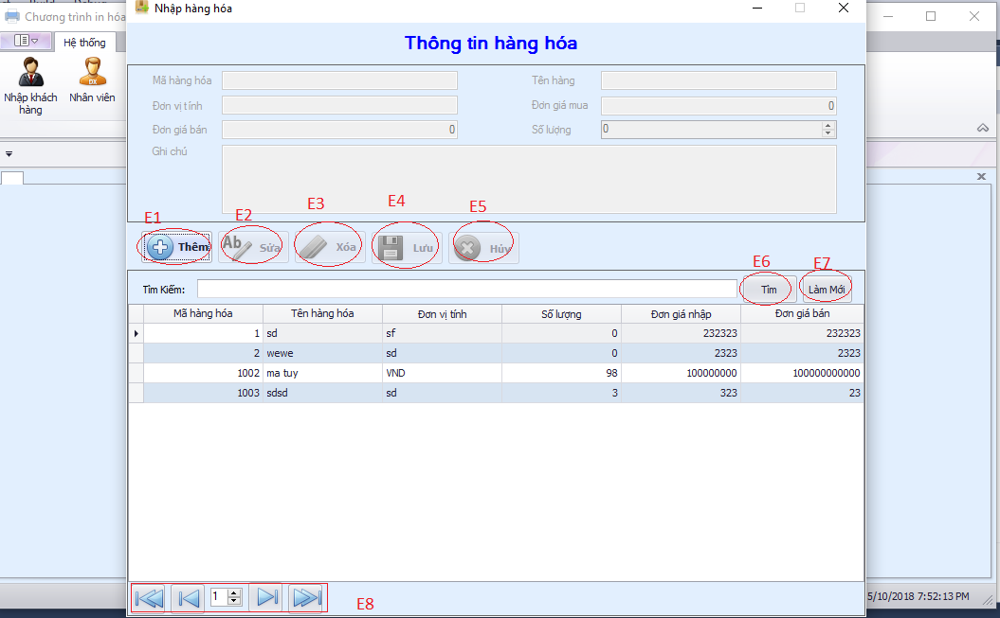 Nhập hàng hóa
Chương trình in hóa
Hệ thống
Nhập khách hàng
Nhân viên
Thông tin hàng hóa
Mã hàng hóa
Tên hàng
Đơn vị tính
Đơn giá mua 0
Đơn giá bán 0
Số lượng 0
Ghi chú
E1 E2 E3 E4 E5
Thêm Sửa Xóa Lưu Hủy
E6 E7
Tìm Kiếm: Tìm Làm Mới
Mã hàng hóa Tên hàng hóa Đơn vị tính Số lượng Đơn giá nhập Đơn giá bán
1 sd sf 0 232323 232323
2 wewe sd 0 2323 2323
1002 ma tuy VND 98 100000000 100000000000
1003 sdsd sd 3 323 23
1
E8
5/10/2018 7:52:13 PM